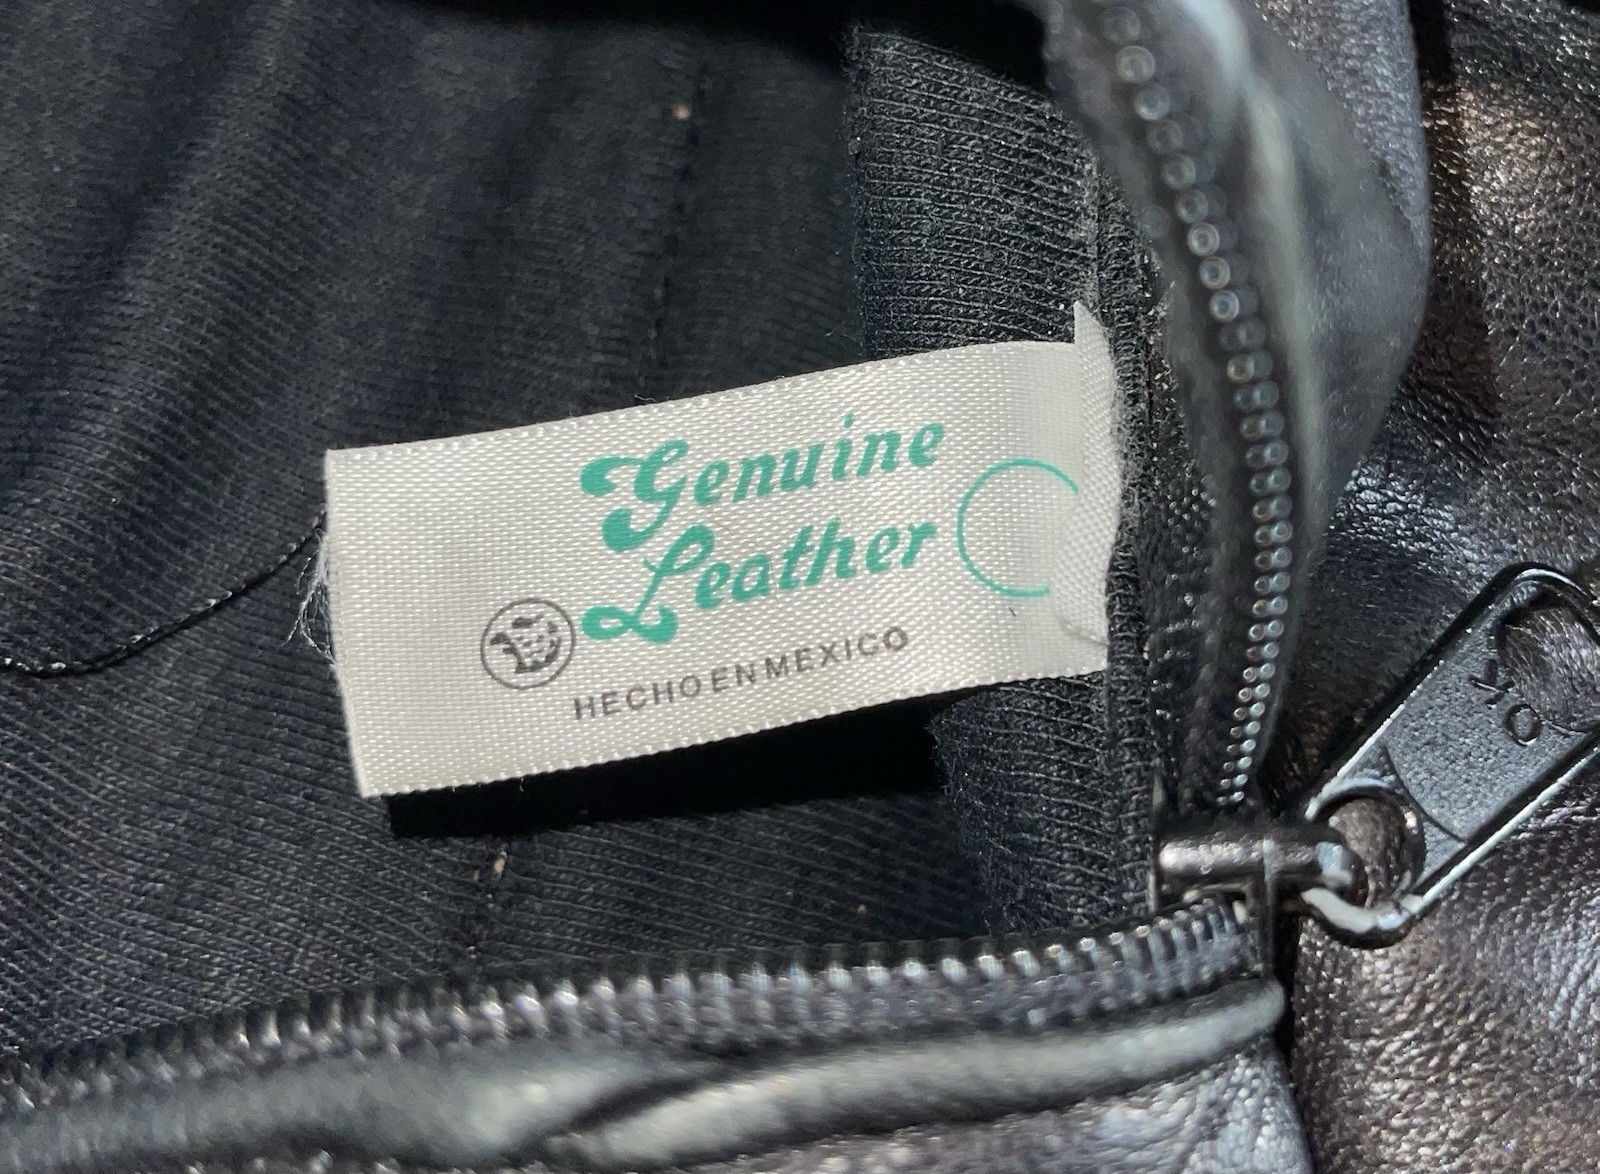 Genuine
Leather
HECHO EN MEXICO